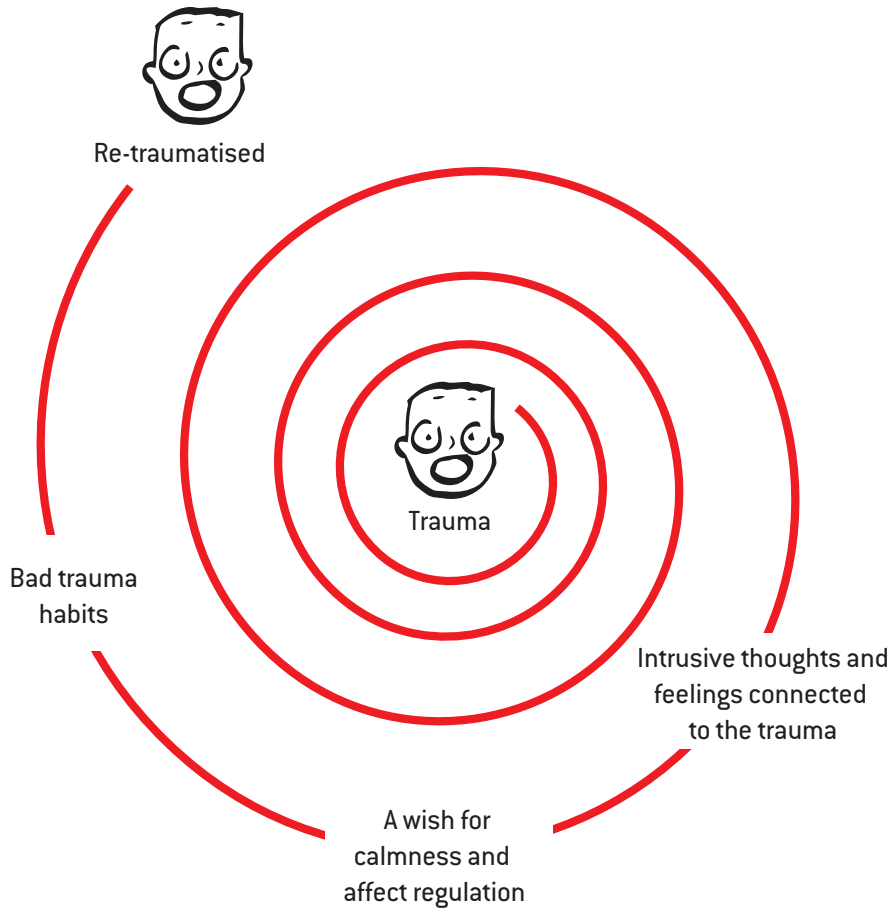 Re-traumatised
Trauma
Bad trauma
habits
Intrusive thoughts and
feelings connected
to the trauma
A wish for
calmness and
affect regulation